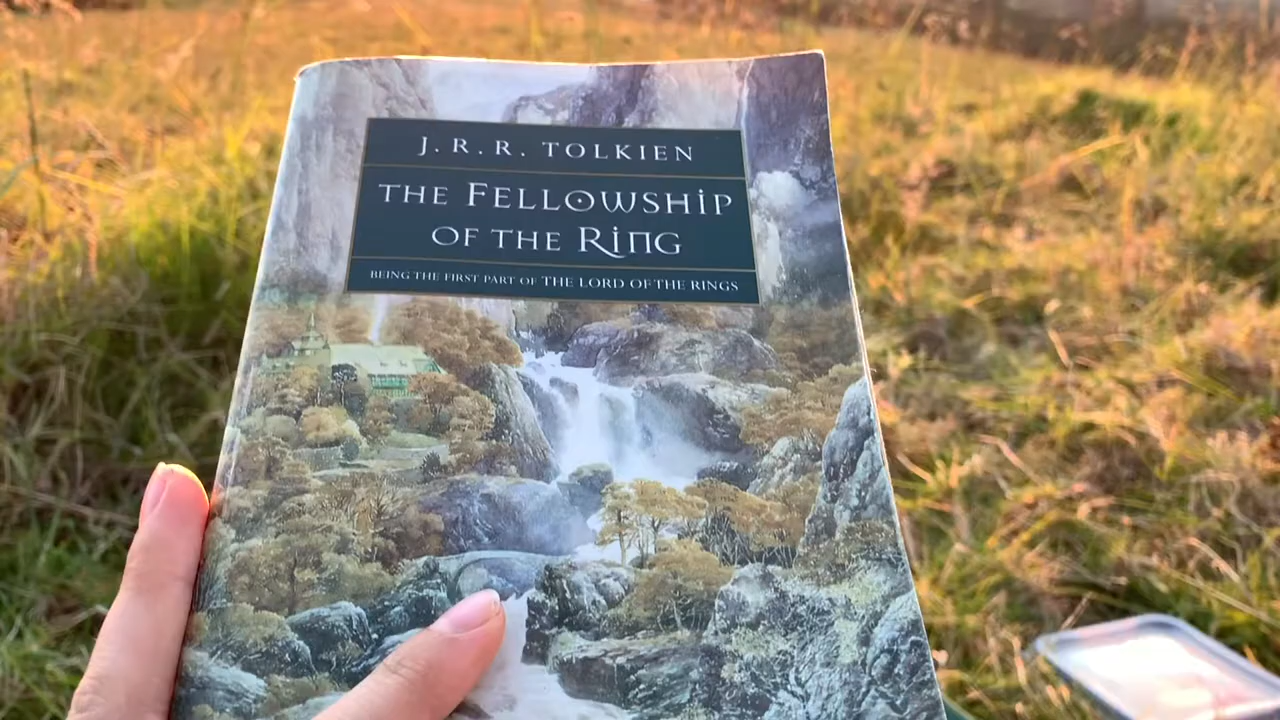 J. R. R. TOLKIEN
THE FELLOWSHIP
OF THE RING
BEING THE FIRST PART OF THE LORD OF THE RINGS